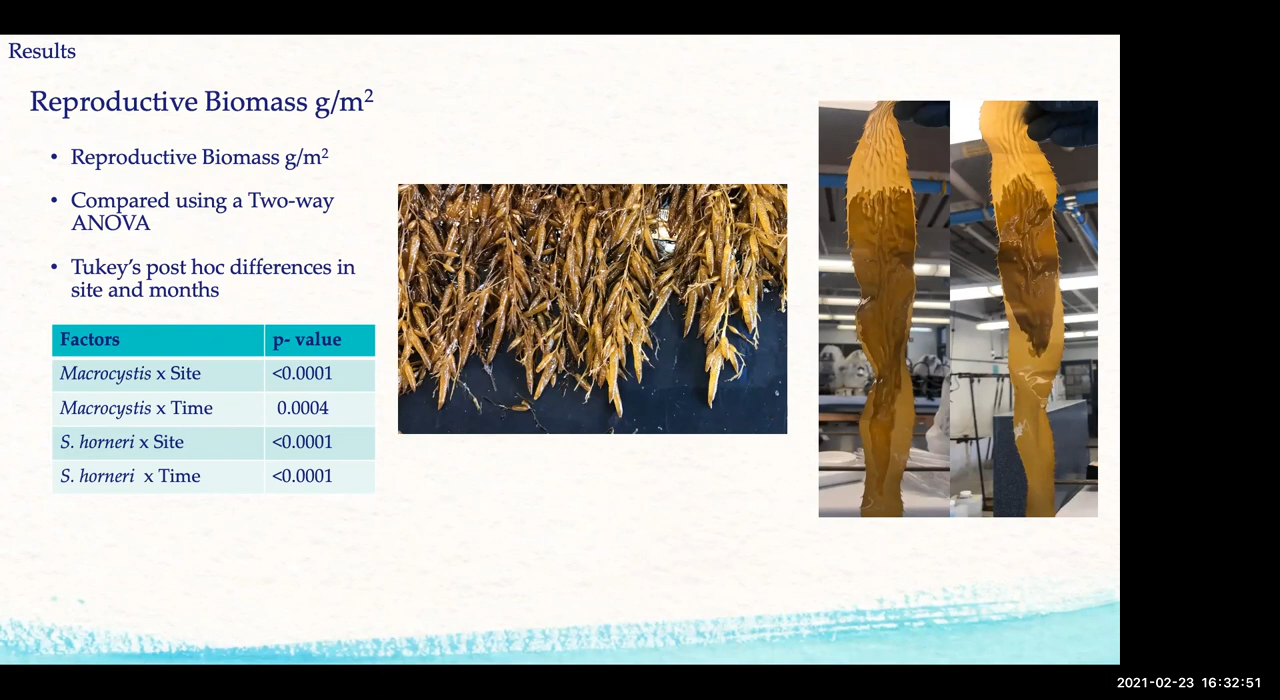 Results
Reproductive Biomass g/m²
• Reproductive Biomass g/m²
• Compared using a Two-way
ANOVA
• Tukey’s post hoc differences in
site and months
Factors p- value
Macrocystis x Site <0.0001
Macrocystis x Time 0.0004
S. horneri x Site <0.0001
S. horneri x Time <0.0001
2021-02-23 16:32:51